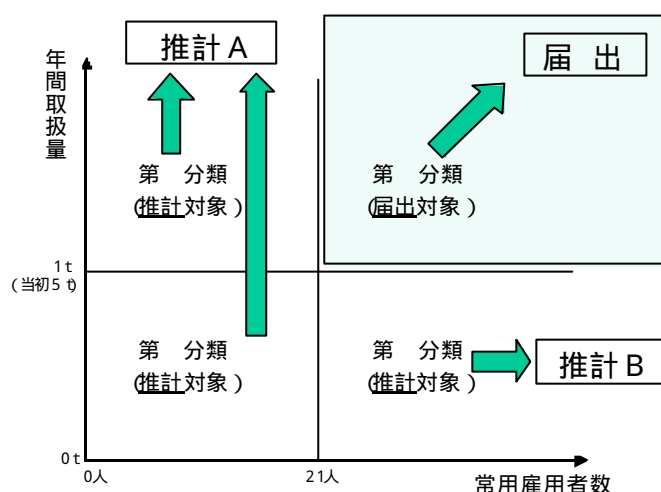 推計A
届 出
年間取扱量
第 分類
(推計対象)
第 分類
(届出対象)
1t
(当初5t)
第 分類
(推計対象)
第 分類
(推計対象)
推計B
0t
0人
21人
常用雇用者数